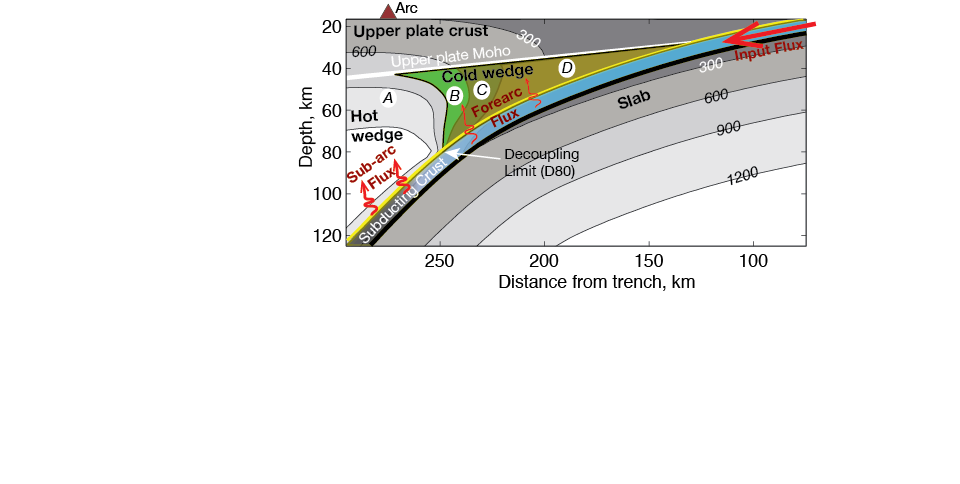 Arc
20
40
60
80
100
120
Depth, km
Upper plate crust
300
600
Upper plate Moho
Cold wedge
A
B
C
D
Input Flux
Forearc
Flux
Hot
wedge
Sub-arc
Flux
Subducting Crust
Decoupling
Limit (D80)
Slab
300
600
900
1200
250
200
150
100
Distance from trench, km